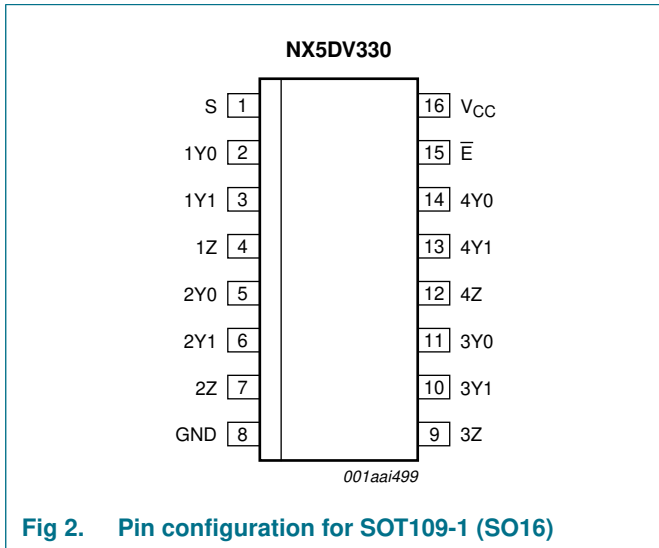 NX5DV330
S 1 16 VCC
1Y0 2 15 E̅
1Y1 3 14 4Y0
1Z 4 13 4Y1
2Y0 5 12 4Z
2Y1 6 11 3Y0
2Z 7 10 3Y1
GND 8 9 3Z
001aai499
Fig 2. Pin configuration for SOT109-1 (SO16)